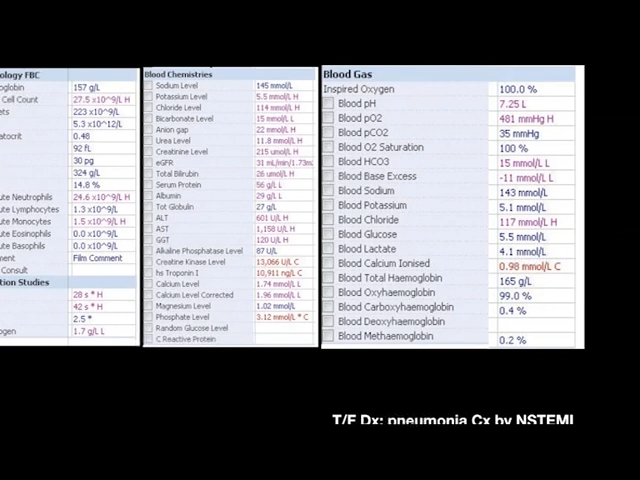 ology FBC
oglobin 157 g/L
Cell Count 27.5 x10^9/L H
ets 223 x10^9/L
5.3 x10^12/L
atocrit 0.48
92 fL
30 pg
324 g/L
14.8 %
ute Neutrophils 24.6 x10^9/L H
ute Lymphocytes 1.3 x10^9/L
ute Monocytes 1.5 x10^9/L H
ute Eosinophils 0.0 x10^9/L
ute Basophils 0.0 x10^9/L
ment Film Comment
Consult
tion Studies
28 s * H
42 s * H
2.5 *
ogen 1.7 g/L L
Blood Chemistries
Sodium Level 145 mmol/L
Potassium Level 5.5 mmol/L H
Chloride Level 114 mmol/L H
Bicarbonate Level 15 mmol/L L
Anion gap 22 mmol/L H
Urea Level 11.8 mmol/L H
Creatinine Level 215 umol/L H
eGFR 31 mL/min/1.73m
Total Bilirubin 26 umol/L H
Serum Protein 56 g/L L
Albumin 29 g/L L
Tot Globulin 27 g/L
ALT 601 U/L H
AST 1,158 U/L H
GGT 120 U/L H
Alkaline Phosphatase Level 87 U/L
Creatine Kinase Level 13,066 U/L C
hs Troponin I 10,911 ng/L C
Calcium Level 1.74 mmol/L L
Calcium Level Corrected 1.96 mmol/L L
Magnesium Level 1.02 mmol/L
Phosphate Level 3.12 mmol/L * C
Random Glucose Level
C Reactive Protein
Blood Gas
Inspired Oxygen 100.0 %
Blood pH 7.25 L
Blood pO2 481 mmHg H
Blood pCO2 35 mmHg
Blood O2 Saturation 100 %
Blood HCO3 15 mmol/L L
Blood Base Excess -11 mmol/L L
Blood Sodium 143 mmol/L
Blood Potassium 5.1 mmol/L
Blood Chloride 117 mmol/L H
Blood Glucose 5.5 mmol/L
Blood Lactate 4.1 mmol/L
Blood Calcium Ionised 0.98 mmol/L C
Blood Total Haemoglobin 165 g/L
Blood Oxyhaemoglobin 99.0 %
Blood Carboxyhaemoglobin 0.4 %
Blood Deoxyhaemoglobin
Blood Methaemoglobin 0.2 %
T/F Dx: pneumonia Cx by NSTEMI